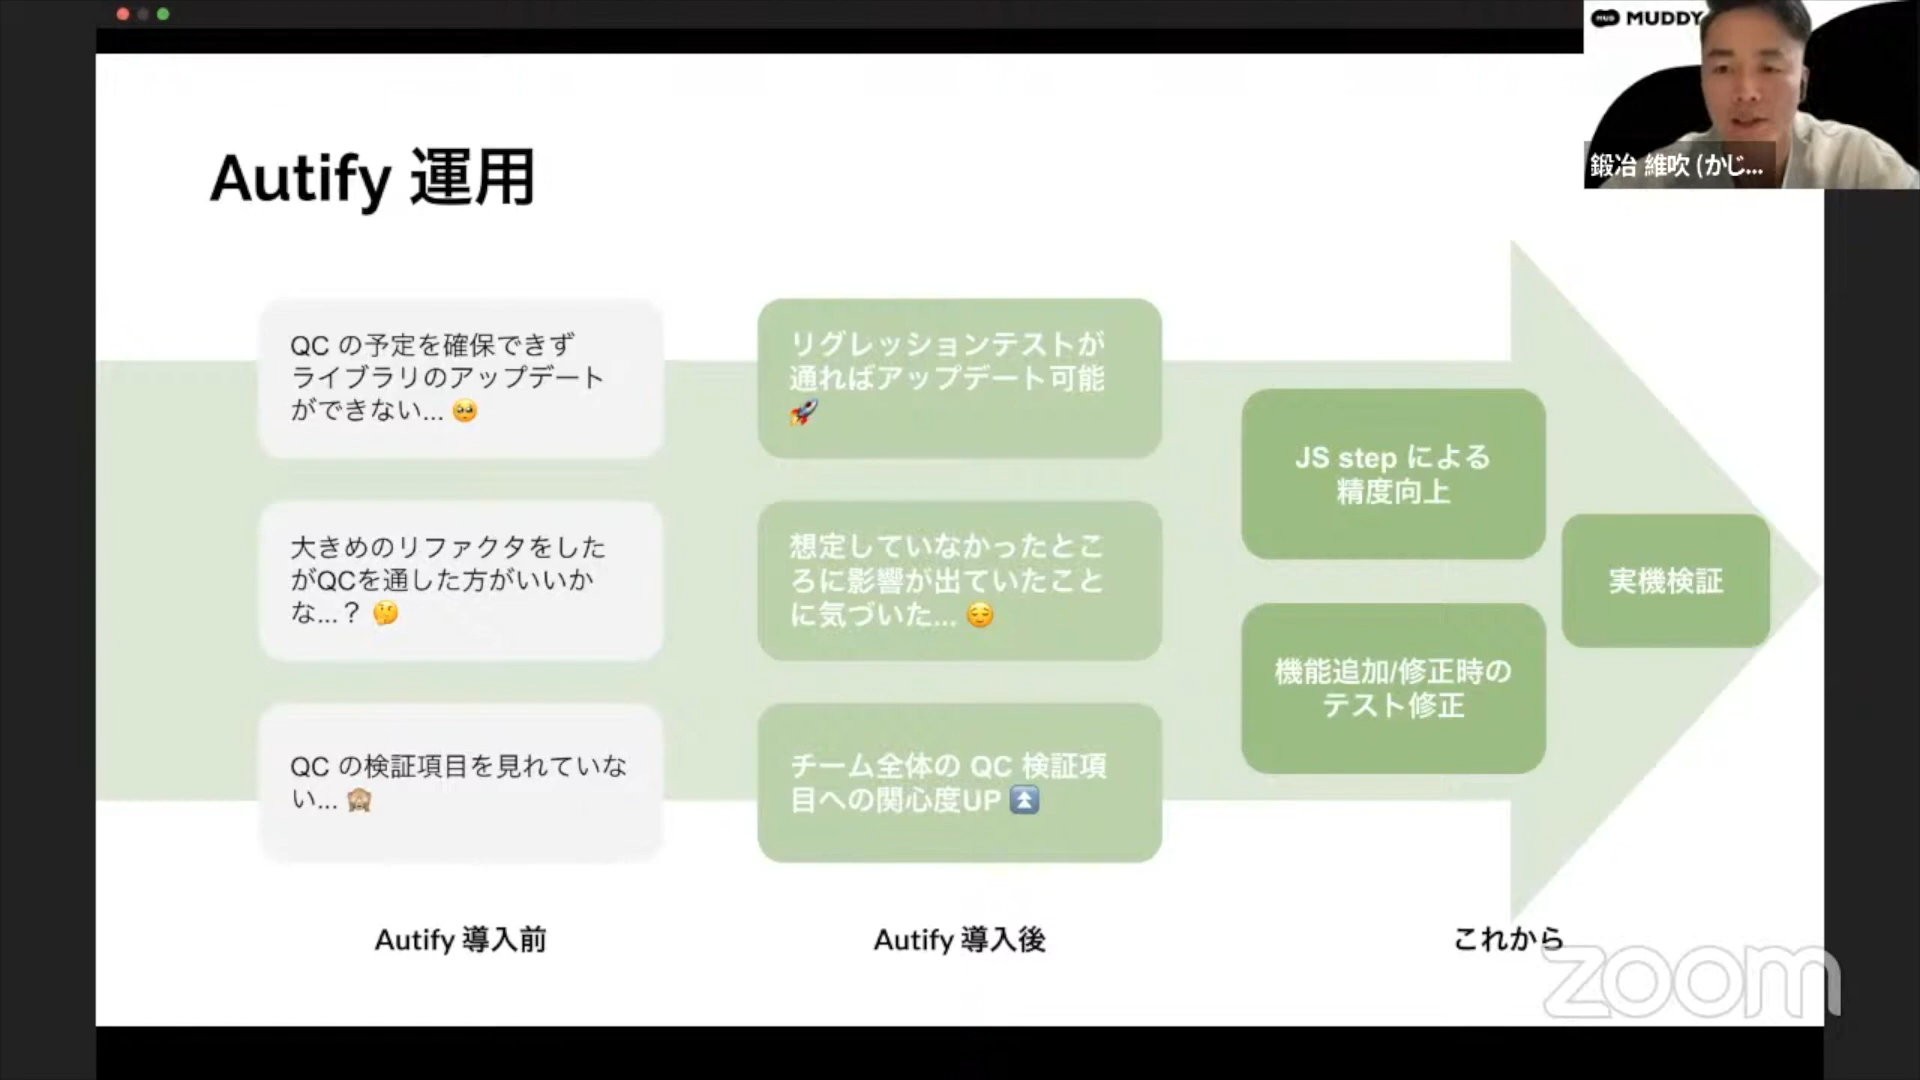 MUD MUDDY
鍛冶 維吹 (かじ...
Autify 運用
QC の予定を確保できず
ライブラリのアップデート
ができない... 🥺
大きめのリファクタをした
がQCを通した方がいいか
な...？ 🤔
QC の検証項目を見れていな
い... 🙈
Autify 導入前
リグレッションテストが
通ればアップデート可能
🚀
想定していなかったとこ
ろに影響が出ていたこと
に気づいた... 😌
チーム全体の QC 検証項
目への関心度UP ⏫
Autify 導入後
JS step による
精度向上
機能追加/修正時の
テスト修正
実機検証
これから
zoom